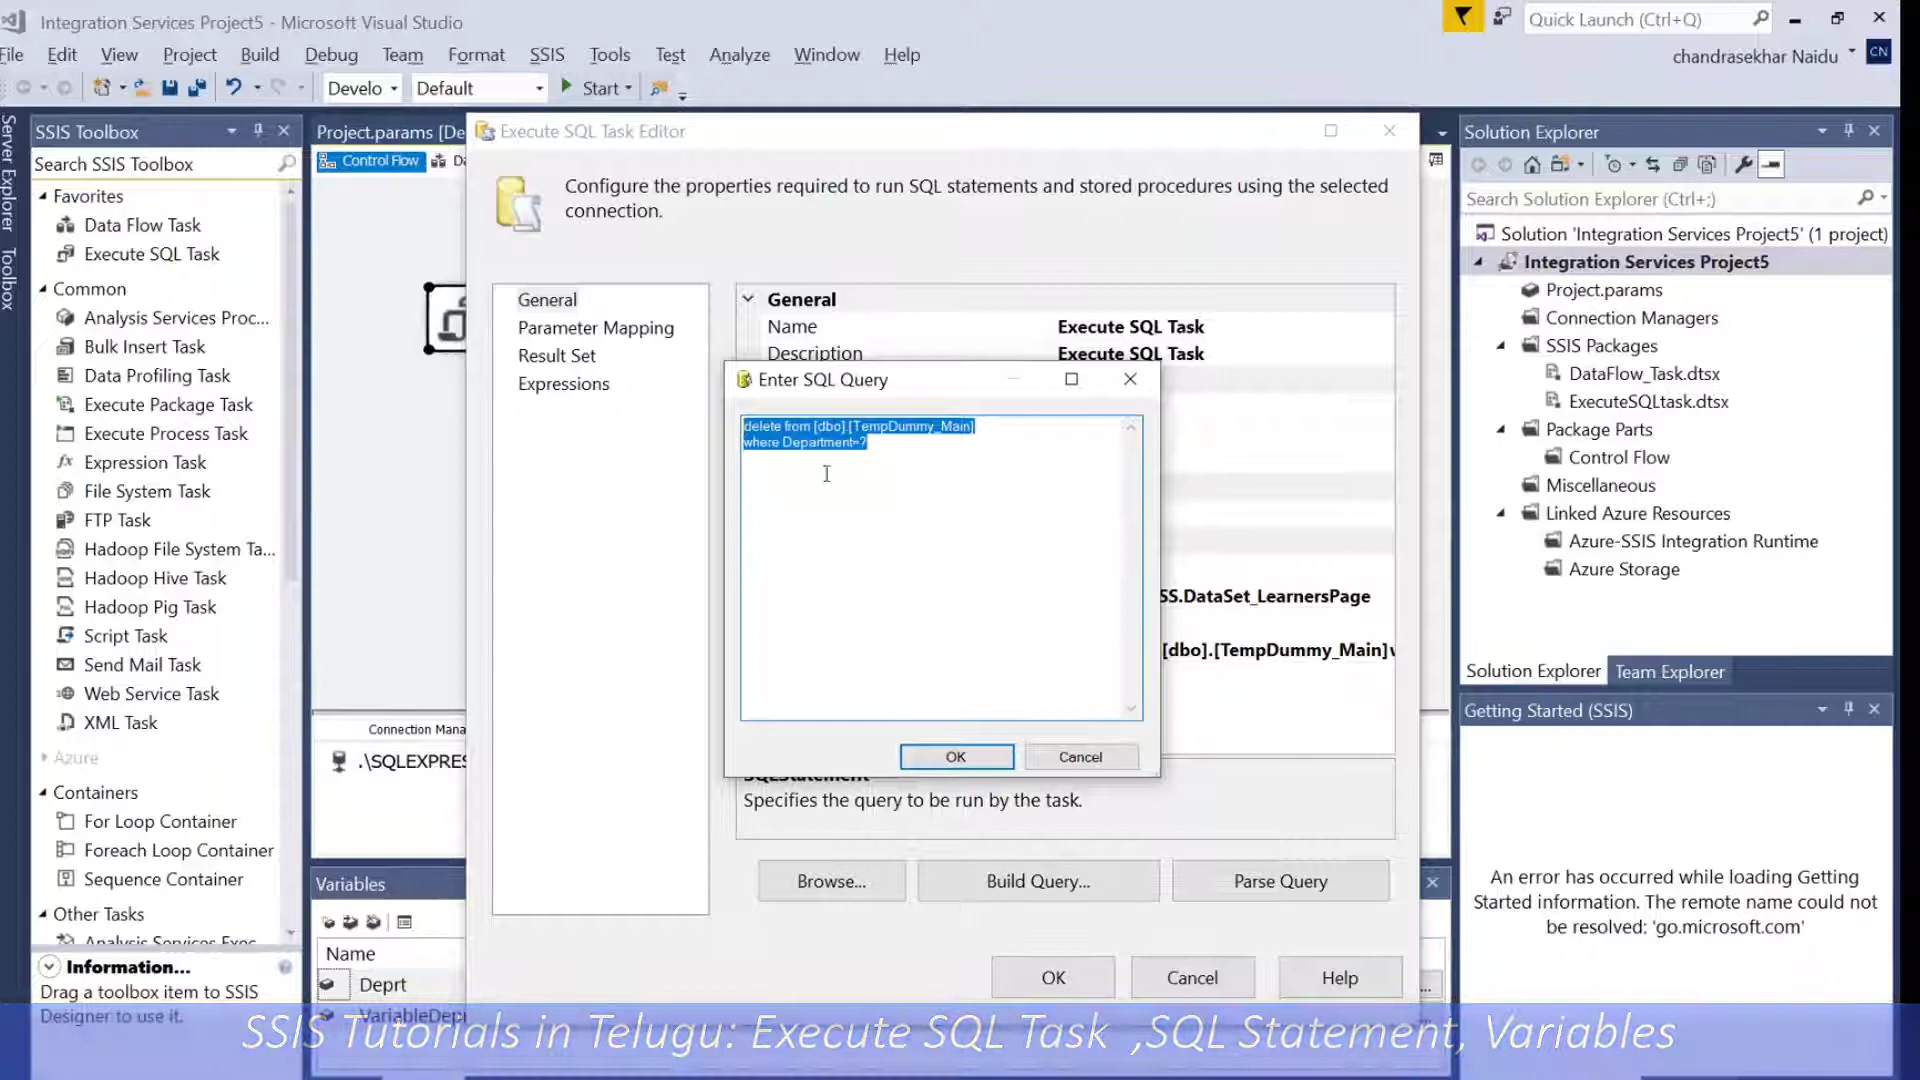 Integration Services Project5 - Microsoft Visual Studio
Quick Launch (Ctrl+Q)
File Edit View Project Build Debug Team Format SSIS Tools Test Analyze Window Help
chandrasekhar Naidu
CN
Develo
Default
Start
Server Explorer
Toolbox
SSIS Toolbox
Search SSIS Toolbox
Favorites
Data Flow Task
Execute SQL Task
Common
Analysis Services Proc...
Bulk Insert Task
Data Profiling Task
Execute Package Task
Execute Process Task
Expression Task
File System Task
FTP Task
Hadoop File System Ta...
Hadoop Hive Task
Hadoop Pig Task
Script Task
Send Mail Task
Web Service Task
XML Task
Azure
Containers
For Loop Container
Foreach Loop Container
Sequence Container
Other Tasks
Analysis Services Exec
Information...
Drag a toolbox item to SSIS
Designer to use it.
Project.params [De
Control Flow
Da
Connection Mana
.\SQLEXPRES
Variables
Name
Deprt
VariableDep
Execute SQL Task Editor
Configure the properties required to run SQL statements and stored procedures using the selected
connection.
General
Parameter Mapping
Result Set
Expressions
General
Name Execute SQL Task
Description Execute SQL Task
SS.DataSet_LearnersPage
[dbo].[TempDummy_Main]
SQLStatement
Specifies the query to be run by the task.
Browse...
Build Query...
Parse Query
OK
Cancel
Help
Enter SQL Query
delete from [dbo].[TempDummy_Main]
where Department=?
OK
Cancel
Solution Explorer
Search Solution Explorer (Ctrl+;)
Solution 'Integration Services Project5' (1 project)
Integration Services Project5
Project.params
Connection Managers
SSIS Packages
DataFlow_Task.dtsx
ExecuteSQLtask.dtsx
Package Parts
Control Flow
Miscellaneous
Linked Azure Resources
Azure-SSIS Integration Runtime
Azure Storage
Solution Explorer
Team Explorer
Getting Started (SSIS)
An error has occurred while loading Getting
Started information. The remote name could not
be resolved: 'go.microsoft.com'
SSIS Tutorials in Telugu: Execute SQL Task ,SQL Statement, Variables